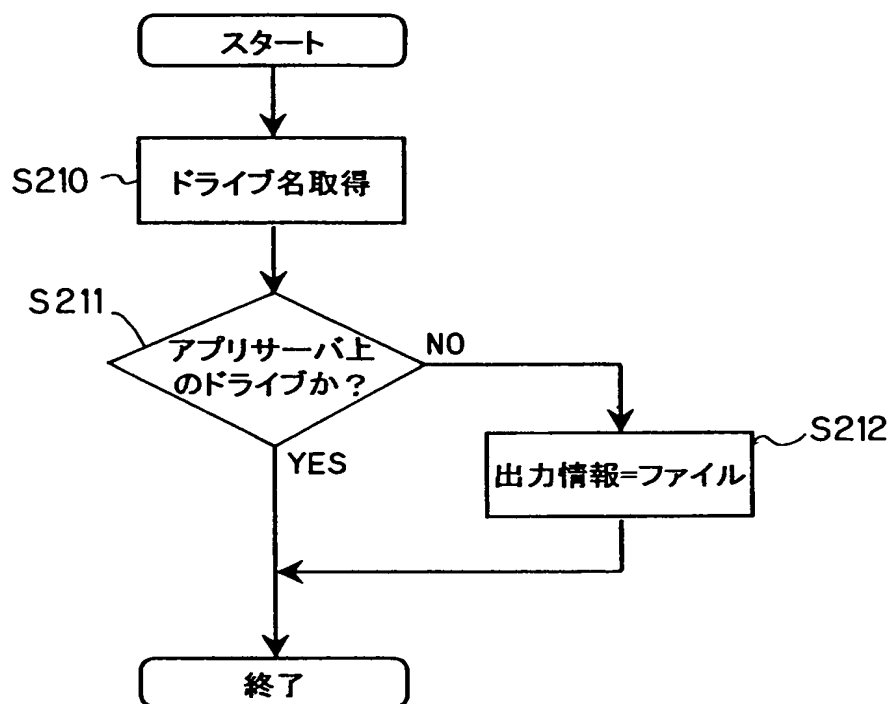 スタート
S210
ドライブ名取得
S211
アプリサーバ上
のドライブか？
NO
YES
S212
出力情報=ファイル
終了